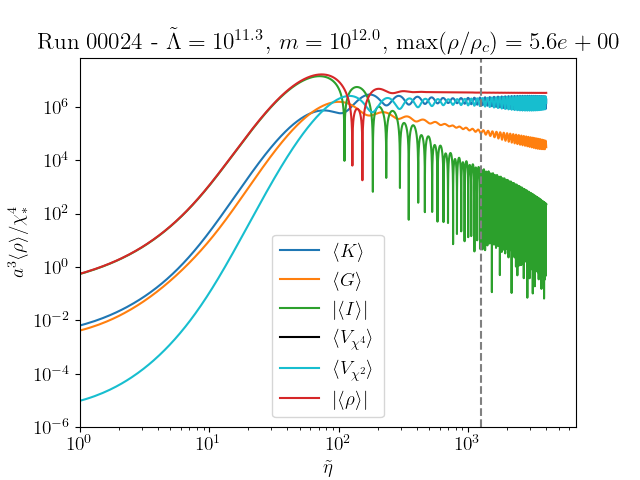 Run 00024 - Λ̃ = 10^{11.3}, m = 10^{12.0}, max(ρ/ρ_c) = 5.6e + 00
a^3⟨ρ⟩/χ_*^4
10^6
10^4
10^2
10^0
10^{-2}
10^{-4}
10^{-6}
⟨K⟩
⟨G⟩
|⟨I⟩|
⟨V_{χ^4}⟩
⟨V_{χ^2}⟩
|⟨ρ⟩|
10^0 10^1 10^2 10^3
η̃